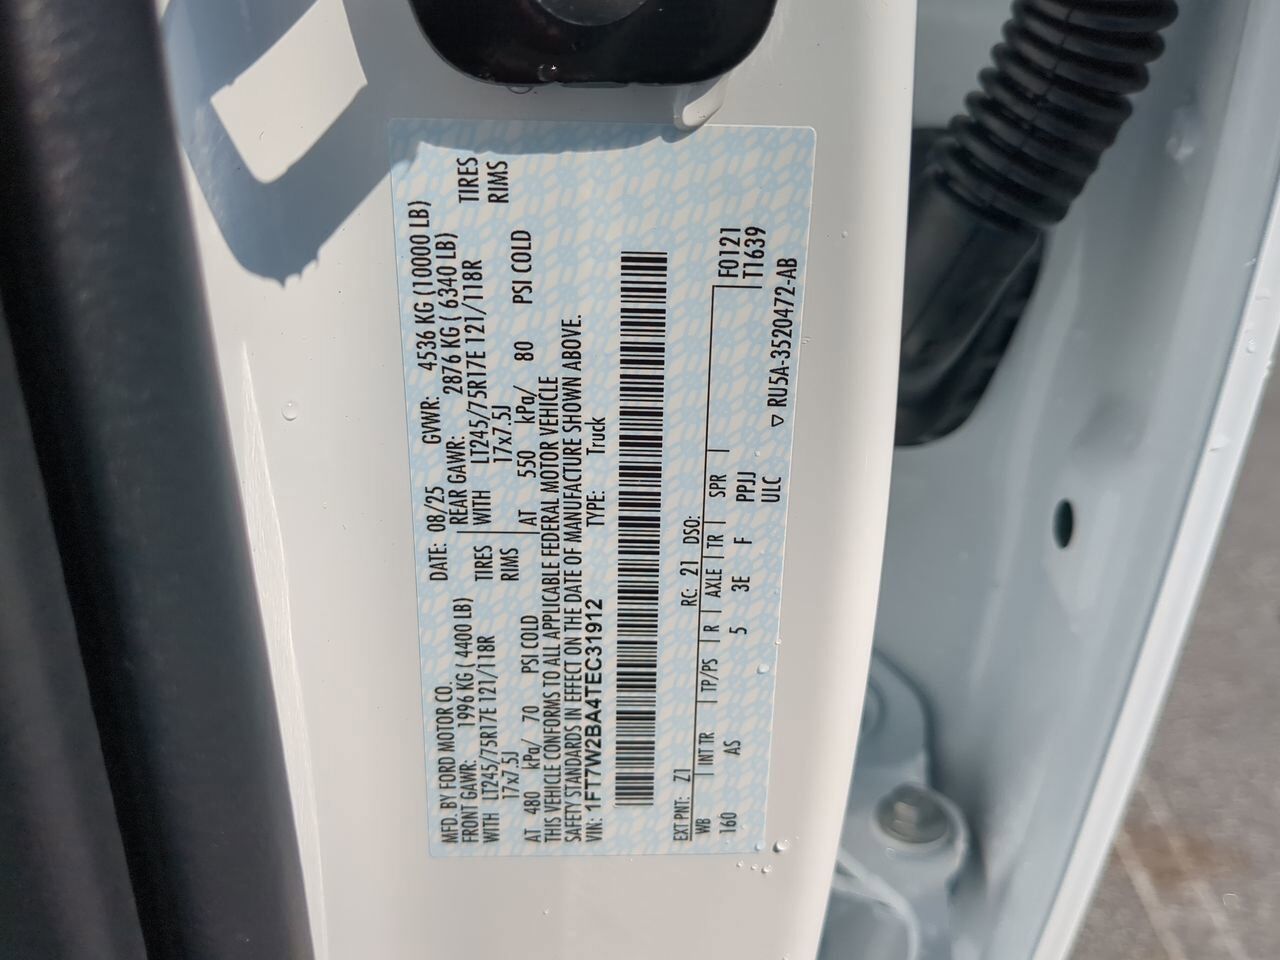 MFD. BY FORD MOTOR CO.
DATE: 08/25 GVWR: 4536 KG (10000 LB)
FRONT GAWR: 1996 KG ( 4400 LB) REAR GAWR: 2876 KG ( 6340 LB)
WITH LT245/75R17E 121/118R TIRES WITH LT245/75R17E 121/118R TIRES
17x7.5J RIMS 17x7.5J RIMS
AT 480 kPa/ 70 PSI COLD AT 550 kPa/ 80 PSI COLD
THIS VEHICLE CONFORMS TO ALL APPLICABLE FEDERAL MOTOR VEHICLE
SAFETY STANDARDS IN EFFECT ON THE DATE OF MANUFACTURE SHOWN ABOVE.
VIN: 1FT7W2BA4TEC31912 TYPE: Truck
EXT PNT: Z1 RC: 21 DSO:
WB INT TR TP/PS R AXLE TR SPR F0121
160 AS 5 3E F PPJJ T1639
ULC
▽ RU5A-3520472-AB